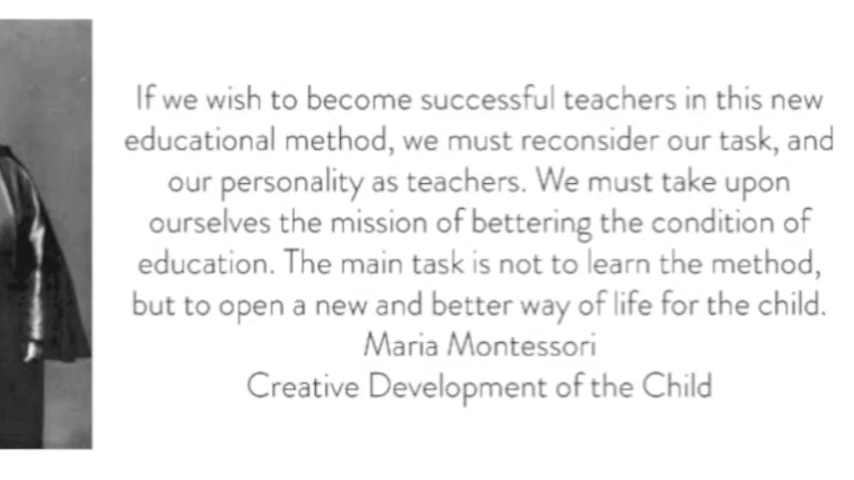 If we wish to become successful teachers in this new
educational method, we must reconsider our task, and
our personality as teachers. We must take upon
ourselves the mission of bettering the condition of
education. The main task is not to learn the method,
but to open a new and better way of life for the child.
Maria Montessori
Creative Development of the Child